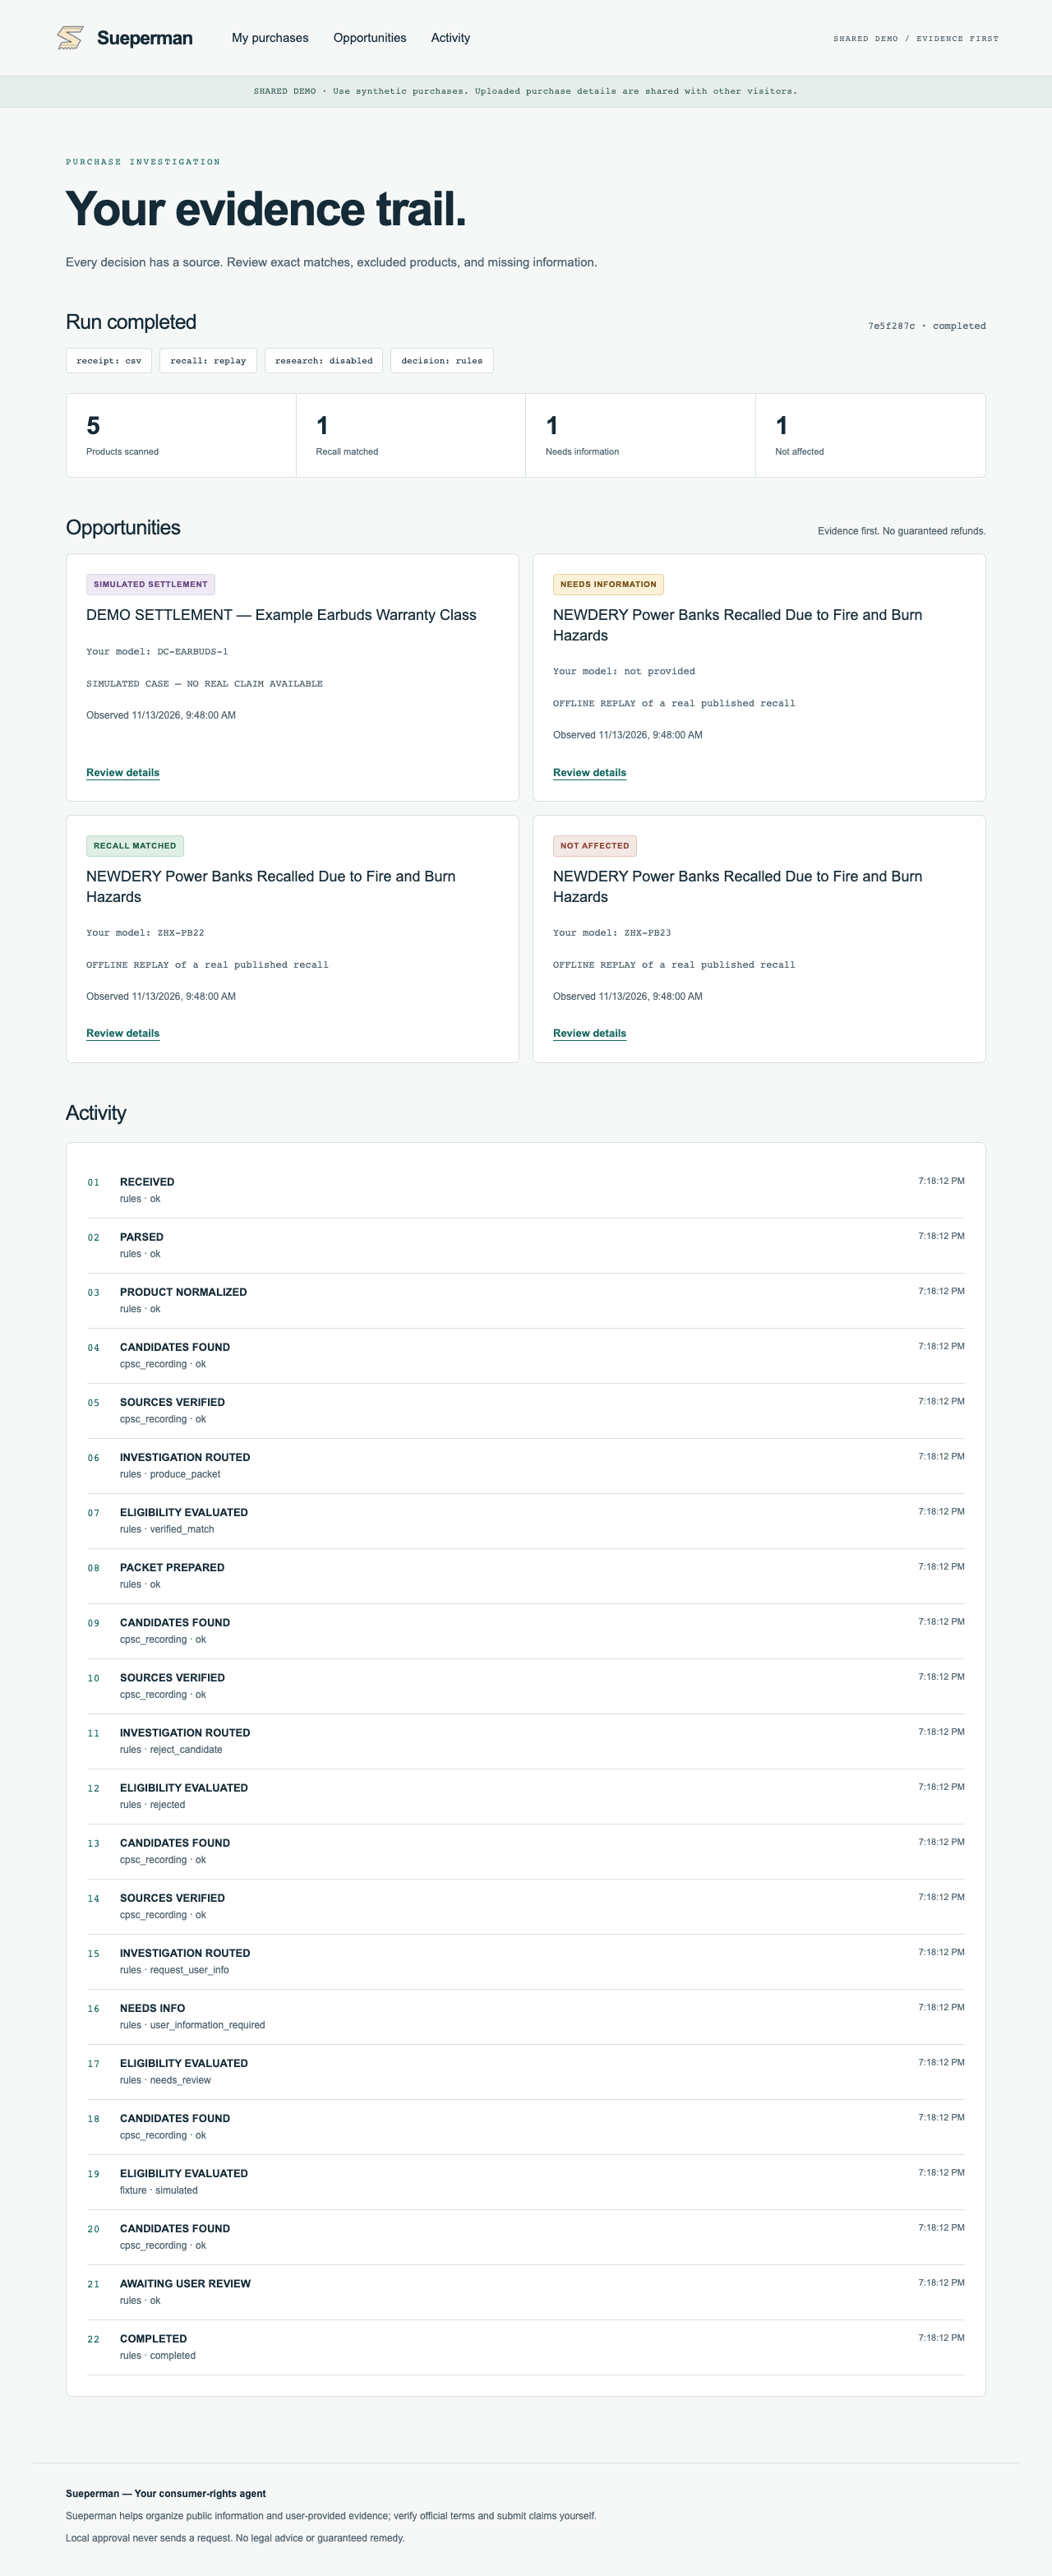 Sueperman
My purchases
Opportunities
Activity
SHARED DEMO / EVIDENCE FIRST
SHARED DEMO · Use synthetic purchases. Uploaded purchase details are shared with other visitors.
PURCHASE INVESTIGATION
Your evidence trail.
Every decision has a source. Review exact matches, excluded products, and missing information.
Run completed
7e5f287c · completed
receipt: csv
recall: replay
research: disabled
decision: rules
5
Products scanned
1
Recall matched
1
Needs information
1
Not affected
Opportunities
Evidence first. No guaranteed refunds.
SIMULATED SETTLEMENT
DEMO SETTLEMENT — Example Earbuds Warranty Class
Your model: DC-EARBUDS-1
SIMULATED CASE — NO REAL CLAIM AVAILABLE
Observed 11/13/2026, 9:48:00 AM
Review details
NEEDS INFORMATION
NEWDERY Power Banks Recalled Due to Fire and Burn
Hazards
Your model: not provided
OFFLINE REPLAY of a real published recall
Observed 11/13/2026, 9:48:00 AM
Review details
RECALL MATCHED
NEWDERY Power Banks Recalled Due to Fire and Burn
Hazards
Your model: ZHX-PB22
OFFLINE REPLAY of a real published recall
Observed 11/13/2026, 9:48:00 AM
Review details
NOT AFFECTED
NEWDERY Power Banks Recalled Due to Fire and Burn
Hazards
Your model: ZHX-PB23
OFFLINE REPLAY of a real published recall
Observed 11/13/2026, 9:48:00 AM
Review details
Activity
01 RECEIVED 7:18:12 PM
rules · ok
02 PARSED 7:18:12 PM
rules · ok
03 PRODUCT NORMALIZED 7:18:12 PM
rules · ok
04 CANDIDATES FOUND 7:18:12 PM
cpsc_recording · ok
05 SOURCES VERIFIED 7:18:12 PM
cpsc_recording · ok
06 INVESTIGATION ROUTED 7:18:12 PM
rules · produce_packet
07 ELIGIBILITY EVALUATED 7:18:12 PM
rules · verified_match
08 PACKET PREPARED 7:18:12 PM
rules · ok
09 CANDIDATES FOUND 7:18:12 PM
cpsc_recording · ok
10 SOURCES VERIFIED 7:18:12 PM
cpsc_recording · ok
11 INVESTIGATION ROUTED 7:18:12 PM
rules · reject_candidate
12 ELIGIBILITY EVALUATED 7:18:12 PM
rules · rejected
13 CANDIDATES FOUND 7:18:12 PM
cpsc_recording · ok
14 SOURCES VERIFIED 7:18:12 PM
cpsc_recording · ok
15 INVESTIGATION ROUTED 7:18:12 PM
rules · request_user_info
16 NEEDS INFO 7:18:12 PM
rules · user_information_required
17 ELIGIBILITY EVALUATED 7:18:12 PM
rules · needs_review
18 CANDIDATES FOUND 7:18:12 PM
cpsc_recording · ok
19 ELIGIBILITY EVALUATED 7:18:12 PM
fixture · simulated
20 CANDIDATES FOUND 7:18:12 PM
cpsc_recording · ok
21 AWAITING USER REVIEW 7:18:12 PM
rules · ok
22 COMPLETED 7:18:12 PM
rules · completed
Sueperman — Your consumer-rights agent
Sueperman helps organize public information and user-provided evidence; verify official terms and submit claims yourself.
Local approval never sends a request. No legal advice or guaranteed remedy.